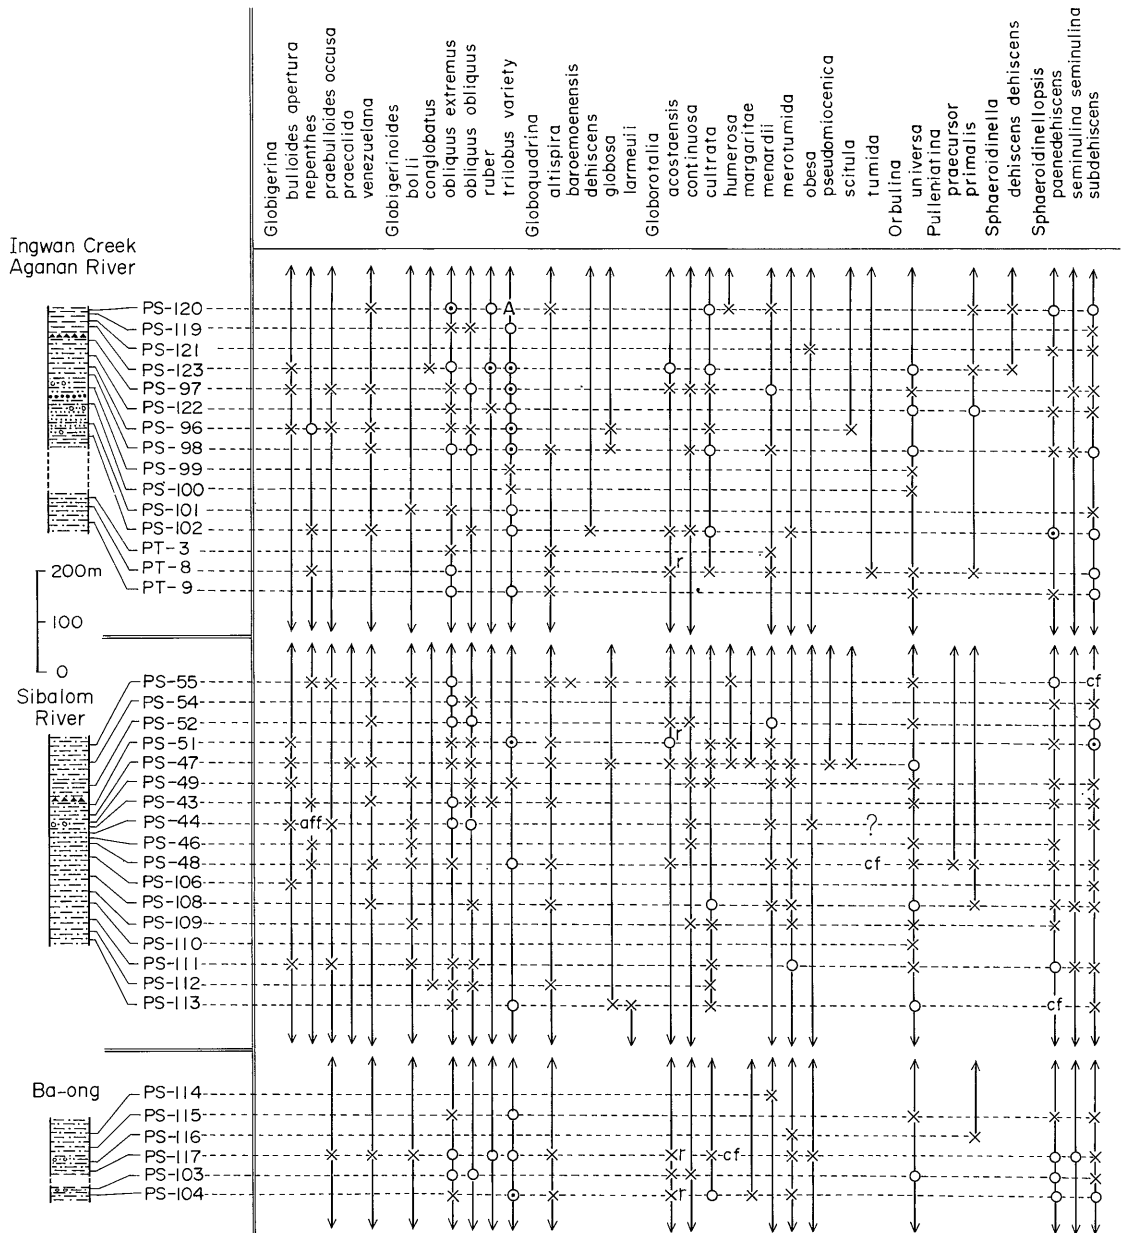 Globigerina
bulloides apertura
nepenthes
praebulloides occusa
praecalida
venezuelana
Globigerinoides
bolli
conglobatus
obliquus extremus
obliquus obliquus
ruber
trilobus variety
Globoquadrina
altispira
baroemoenensis
dehiscens
globosa
larmeuii
Globorotalia
acostaensis
continuosa
cultrata
humerosa
margaritae
menardii
merotumida
obesa
pseudomiocenica
scitula
tumida
Orbulina
universa
Pulleniatina
praecursor
primalis
Sphaeroidinella
dehiscens dehiscens
Sphaeroidinellopsis
paenedehiscens
seminulina seminulina
subdehiscens
Ingwan Creek
Aganan River
PS-120 A
PS-119
PS-121
PS-123
PS-97
PS-122
PS-96
PS-98
PS-99
PS-100
PS-101
PS-102
PT-3
PT-8 r
PT-9
200m
100
0
Sibalom
River
PS-55 cf
PS-54
PS-52
PS-51 r
PS-47
PS-49
PS-43
PS-44 aff ?
PS-46
PS-48 cf
PS-106
PS-108
PS-109
PS-110
PS-111
PS-112
PS-113 cf
Ba-ong
PS-114
PS-115
PS-116
PS-117 r cf
PS-103
PS-104 r